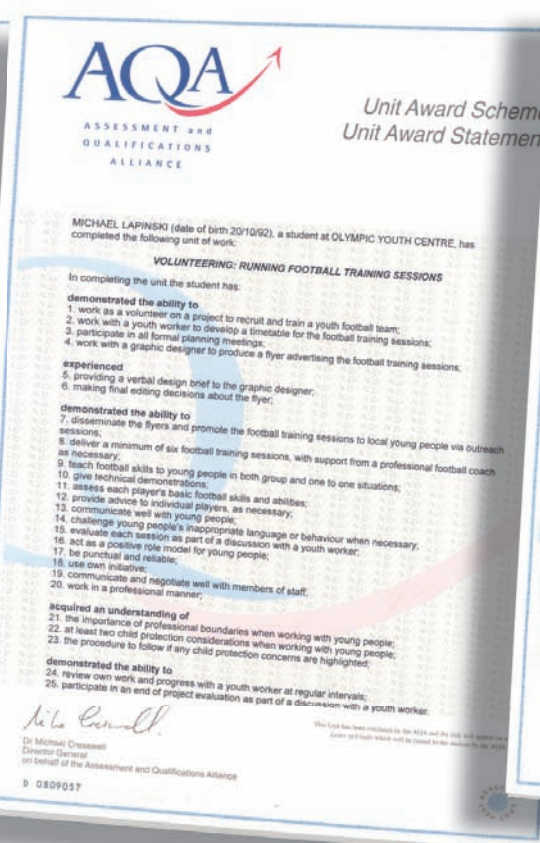 AQA
ASSESSMENT and
QUALIFICATIONS
ALLIANCE
Unit Award Scheme
Unit Award Statement
MICHAEL LAPINSKI (date of birth 20/10/92), a student at OLYMPIC YOUTH CENTRE, has
completed the following unit of work:
VOLUNTEERING: RUNNING FOOTBALL TRAINING SESSIONS
In completing the unit the student has:
demonstrated the ability to
1. work as a volunteer on a project to recruit and train a youth football team;
2. work with a youth worker to develop a timetable for the football training sessions;
3. participate in all formal planning meetings;
4. work with a graphic designer to produce a flyer advertising the football training sessions;
experienced
5. providing a verbal design brief to the graphic designer;
6. making final editing decisions about the flyer;
demonstrated the ability to
7. disseminate the flyers and promote the football training sessions to local young people via outreach
sessions;
8. deliver a minimum of six football training sessions, with support from a professional football coach
as necessary;
9. teach football skills to young people in both group and one to one situations;
10. give technical demonstrations;
11. assess each player's basic football skills and abilities;
12. provide advice to individual players, as necessary;
13. communicate well with young people;
14. challenge young people's inappropriate language or behaviour when necessary;
15. evaluate each session as part of a discussion with a youth worker;
16. act as a positive role model for young people;
17. be punctual and reliable;
18. use own initiative;
19. communicate and negotiate well with members of staff;
20. work in a professional manner;
acquired an understanding of
21. the importance of professional boundaries when working with young people;
22. at least two child protection considerations when working with young people;
23. the procedure to follow if any child protection concerns are highlighted;
demonstrated the ability to
24. review own work and progress with a youth worker at regular intervals;
25. participate in an end of project evaluation as part of a discussion with a youth worker.
Dr Michael Cresswell
Director General
on behalf of the Assessment and Qualifications Alliance
D 0809057